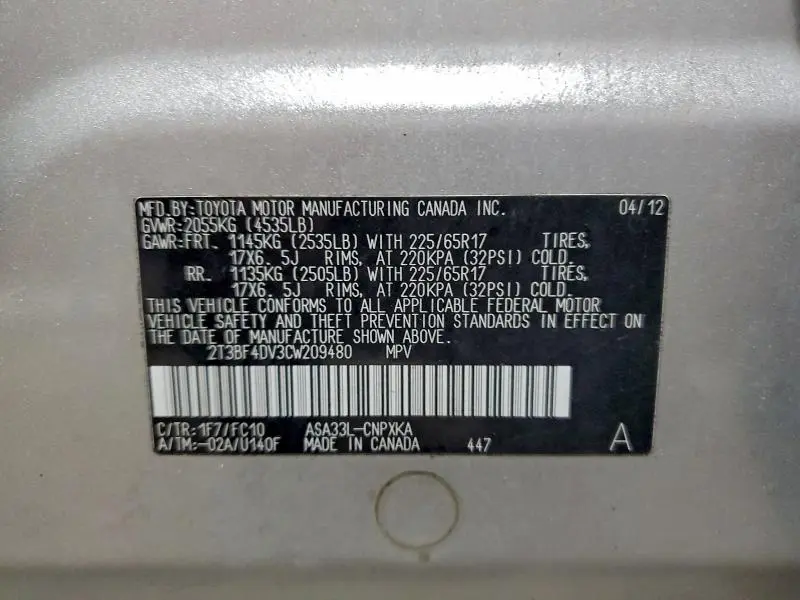 MFD.BY:TOYOTA MOTOR MANUFACTURING CANADA INC. 04/12
GVWR:2055KG (4535LB)
GAWR:FRT. 1145KG (2535LB) WITH 225/65R17 TIRES,
17X6.5J RIMS, AT 220KPA (32PSI) COLD.
RR. 1135KG (2505LB) WITH 225/65R17 TIRES,
17X6.5J RIMS, AT 220KPA (32PSI) COLD.
THIS VEHICLE CONFORMS TO ALL APPLICABLE FEDERAL MOTOR
VEHICLE SAFETY AND THEFT PREVENTION STANDARDS IN EFFECT ON
THE DATE OF MANUFACTURE SHOWN ABOVE.
2T3BF4DV3CW209480 MPV
C/TR:1F7/FC10 ASA33L-CNPXKA
A/TM:-02A/U140F MADE IN CANADA 447 A